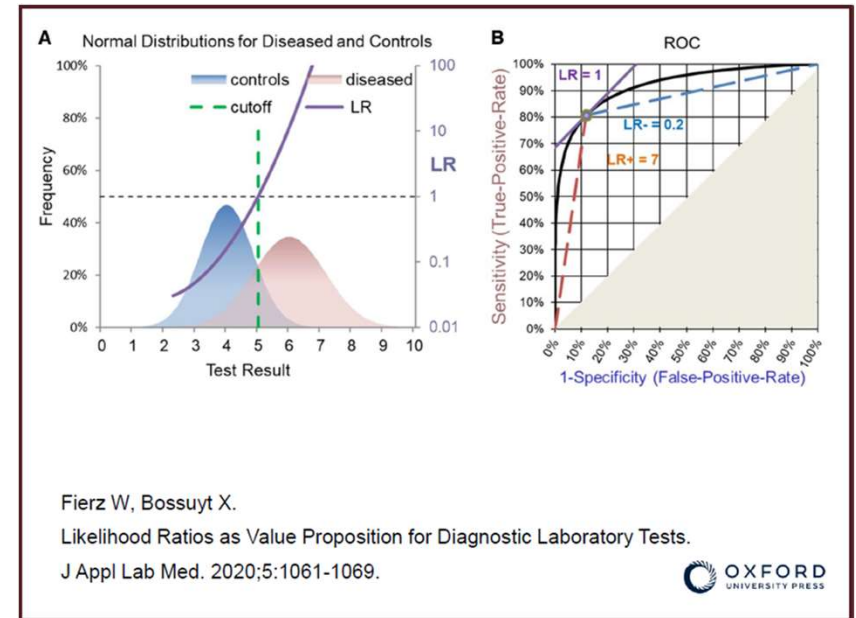 A
Normal Distributions for Diseased and Controls
controls
diseased
cutoff
LR
100%
80%
60%
40%
20%
0%
Frequency
100
10
LR
1
0.1
0.01
0 1 2 3 4 5 6 7 8 9 10
Test Result
B
ROC
100%
90%
80%
70%
60%
50%
40%
30%
20%
10%
0%
Sensitivity (True-Positive-Rate)
LR = 1
LR- = 0.2
LR+ = 7
0% 10% 20% 30% 40% 50% 60% 70% 80% 90% 100%
1-Specificity (False-Positive-Rate)
Fierz W, Bossuyt X.
Likelihood Ratios as Value Proposition for Diagnostic Laboratory Tests.
J Appl Lab Med. 2020;5:1061-1069.
OXFORD
UNIVERSITY PRESS